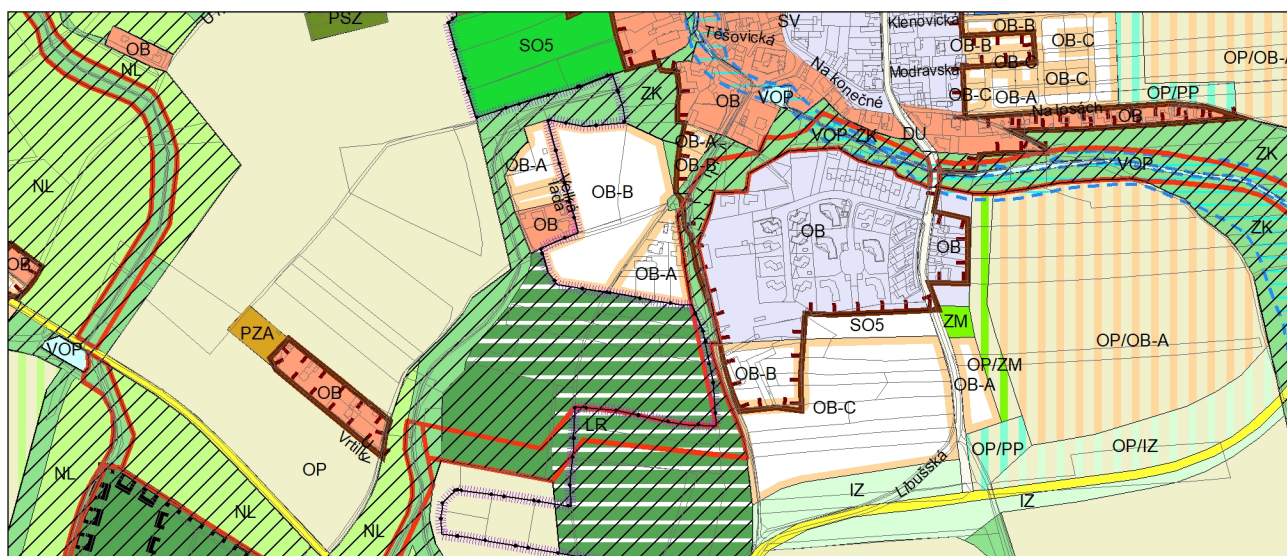 PSZ
SV
Klenovická
OB-B
OB
NL
SO5
Těšovická
OB-B
OB-C
OB-C
OP/OB-A
Modravská
Na konečné
ZK
OB
VOP
OB-C
OB-A
OP/PP
Na losách
OB
DU
VOP-ZK
OB-A
OB-A
OB-B
VOP
ZK
NL
OB-B
Velká
lada
OB
OB
OB
ZK
OB
OB-A
SO5
ZM
PZA
VOP
OP/OB-A
OP/ZM
OB-B
OB-A
OB
OB-C
LR
Vrtilky
OP
OP/PP
OP/IZ
NL
Libušská
IZ
IZ
NL
NL